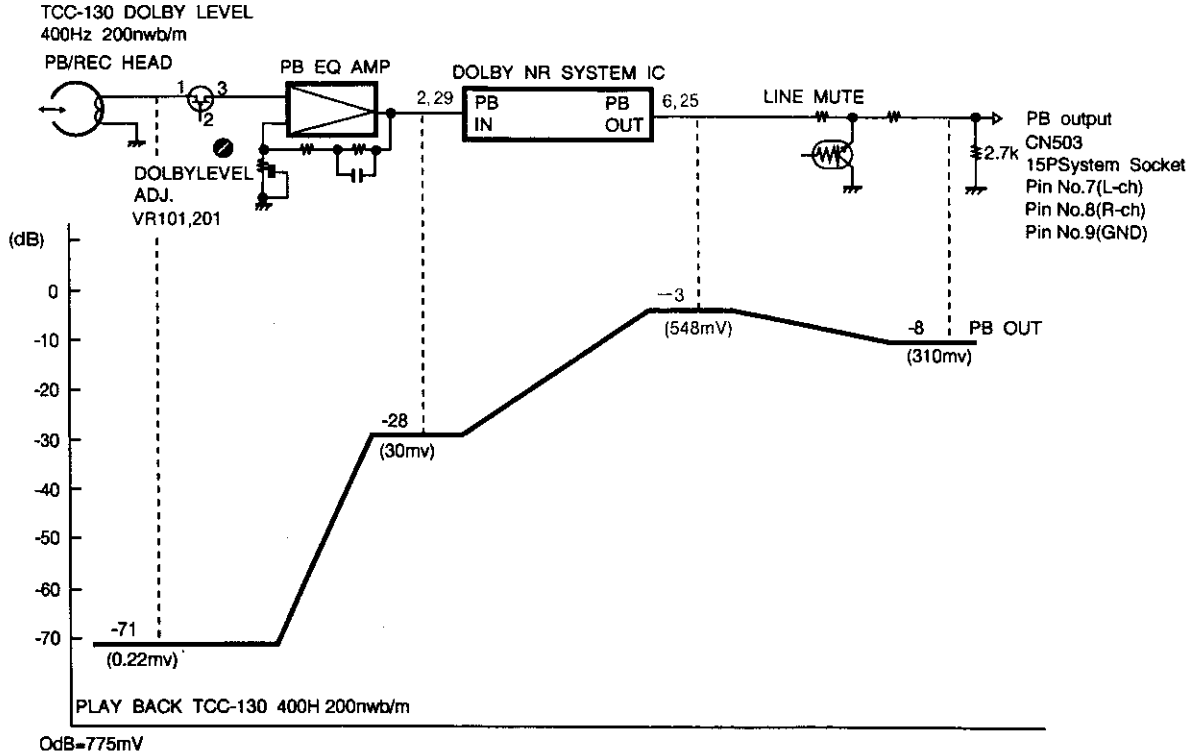 TCC-130 DOLBY LEVEL
400Hz 200nwb/m
PB/REC HEAD
PB EQ AMP
DOLBY NR SYSTEM IC
1
3
2
2, 29
PB
IN
PB
OUT
6, 25
LINE MUTE
PB output
CN503
15PSystem Socket
Pin No.7(L-ch)
Pin No.8(R-ch)
Pin No.9(GND)
2.7k
DOLBYLEVEL
ADJ.
VR101,201
(dB)
0
-10
-20
-30
-40
-50
-60
-70
-71
(0.22mv)
-28
(30mv)
-3
(548mV)
-8
(310mv)
PB OUT
PLAY BACK TCC-130 400H 200nwb/m
OdB=775mV